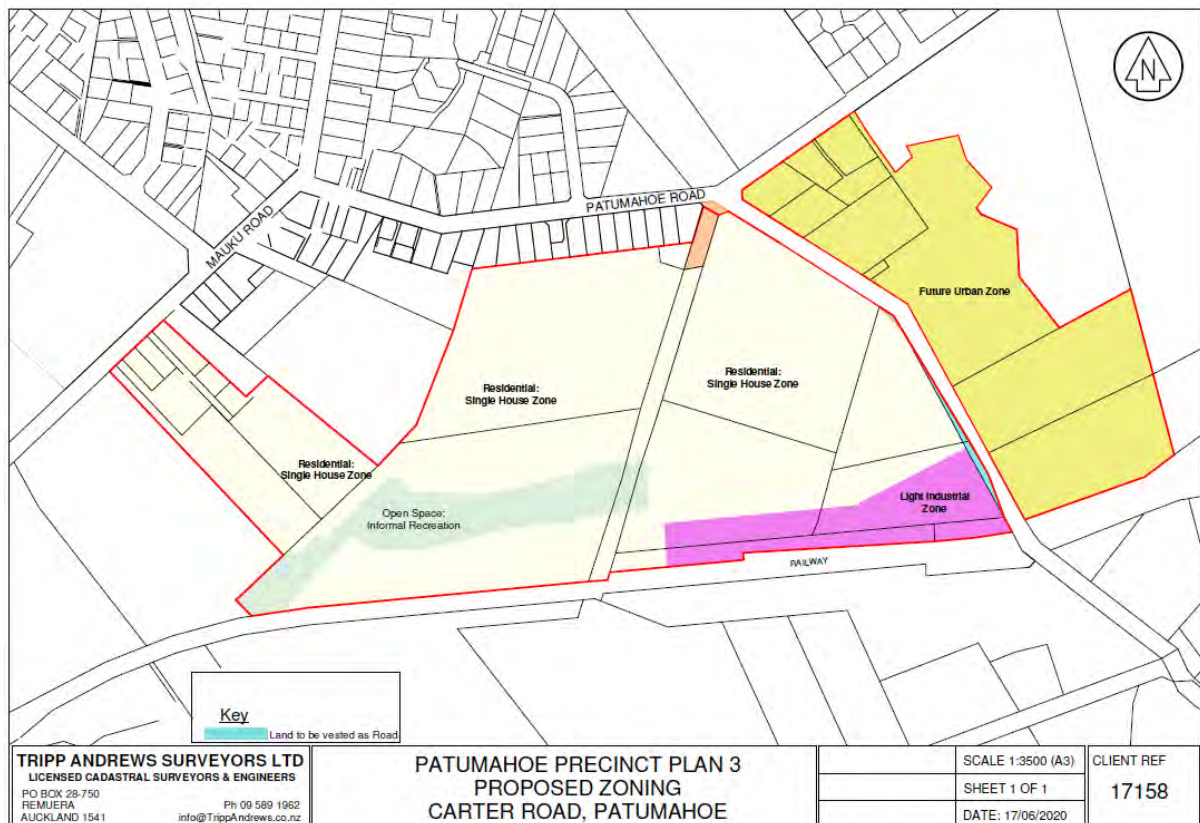 N
PATUMAHOE ROAD
MAUKU ROAD
Future Urban Zone
Residential:
Single House Zone
Residential:
Single House Zone
Residential:
Single House Zone
Open Space:
Informal Recreation
Light Industrial
Zone
RAILWAY
Key
Land to be vested as Road
TRIPP ANDREWS SURVEYORS LTD
LICENSED CADASTRAL SURVEYORS & ENGINEERS
PO BOX 28-750
REMUERA Ph 09 589 1962
AUCKLAND 1541 info@TrippAndrews.co.nz
PATUMAHOE PRECINCT PLAN 3
PROPOSED ZONING
CARTER ROAD, PATUMAHOE
SCALE 1:3500 (A3)
SHEET 1 OF 1
DATE: 17/06/2020
CLIENT REF
17158